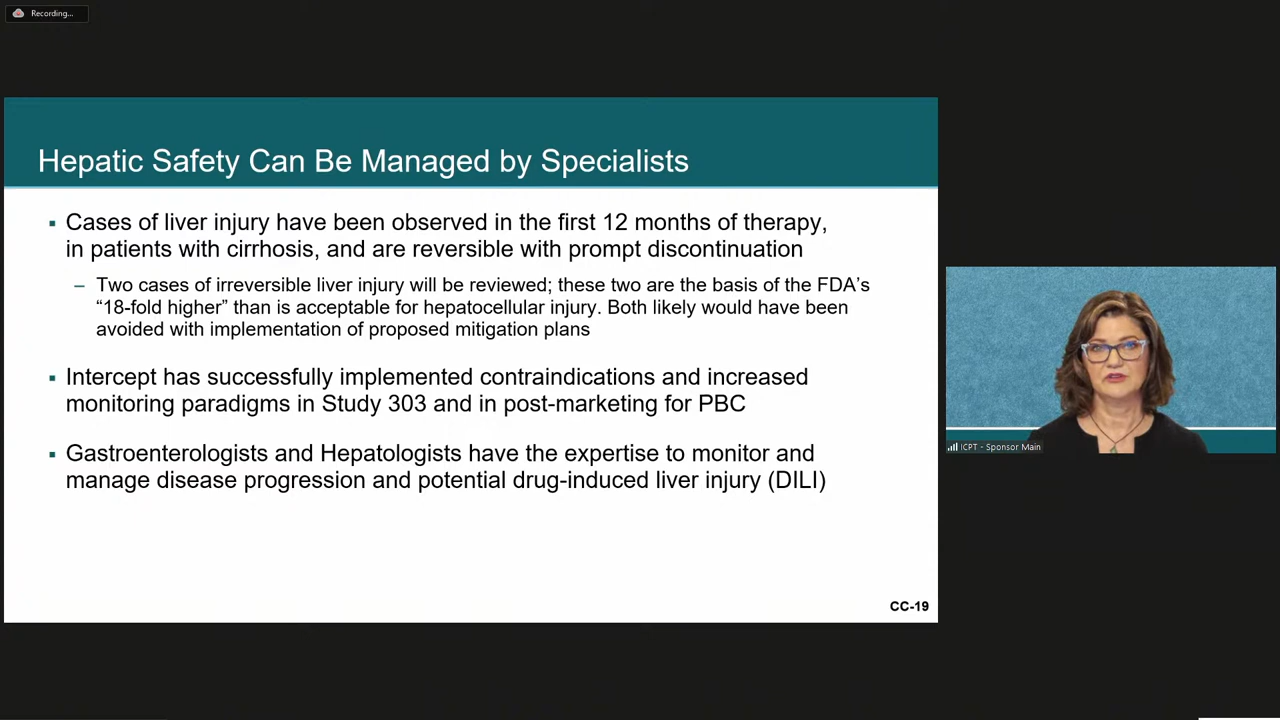 Recording...
Hepatic Safety Can Be Managed by Specialists
▪ Cases of liver injury have been observed in the first 12 months of therapy,
in patients with cirrhosis, and are reversible with prompt discontinuation
– Two cases of irreversible liver injury will be reviewed; these two are the basis of the FDA’s
“18-fold higher” than is acceptable for hepatocellular injury. Both likely would have been
avoided with implementation of proposed mitigation plans
▪ Intercept has successfully implemented contraindications and increased
monitoring paradigms in Study 303 and in post-marketing for PBC
▪ Gastroenterologists and Hepatologists have the expertise to monitor and
manage disease progression and potential drug-induced liver injury (DILI)
CC-19
ICPT - Sponsor Main